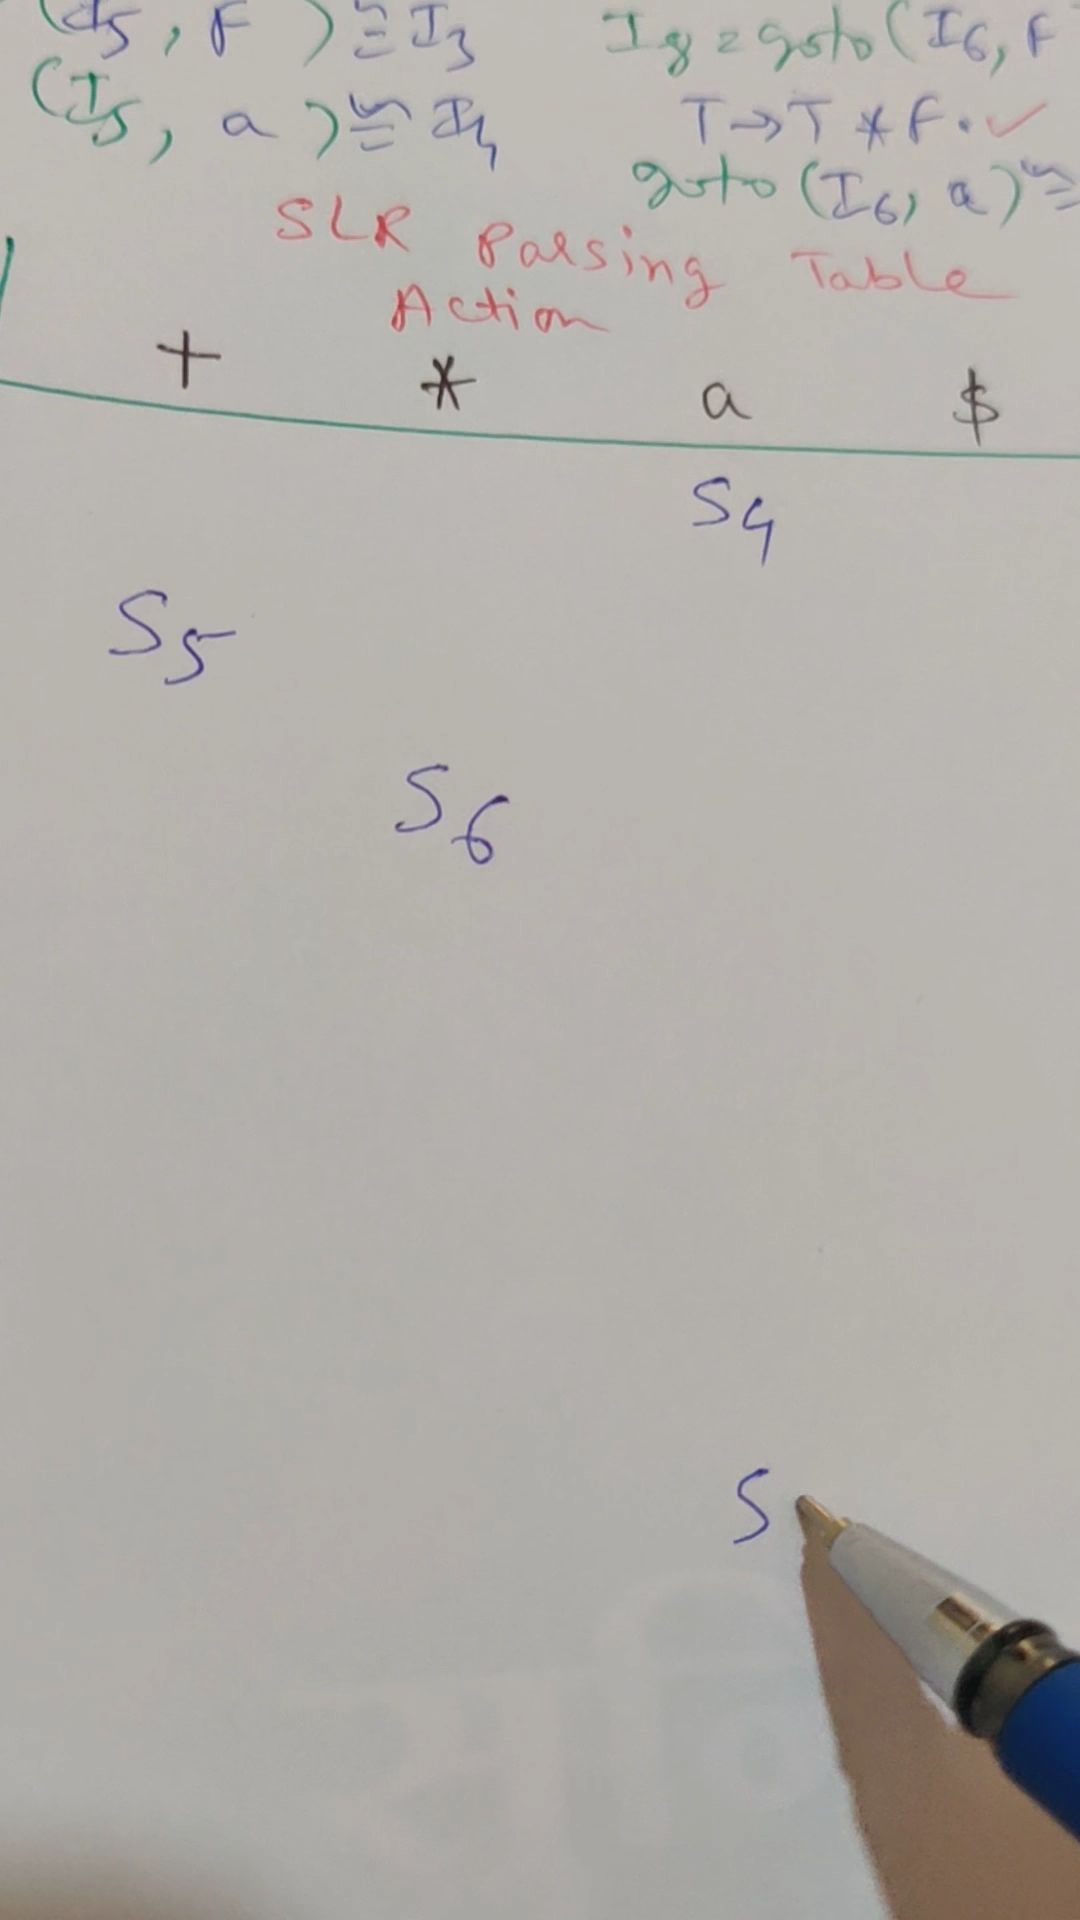 (I5, F) ≅ I3   I8 = goto(I6, F
(I5, a) ≅ I4   T → T * F . ✓
goto (I6, a) ≅
SLR Parsing Table
Action
+ * a $
S4
S5
S6
S